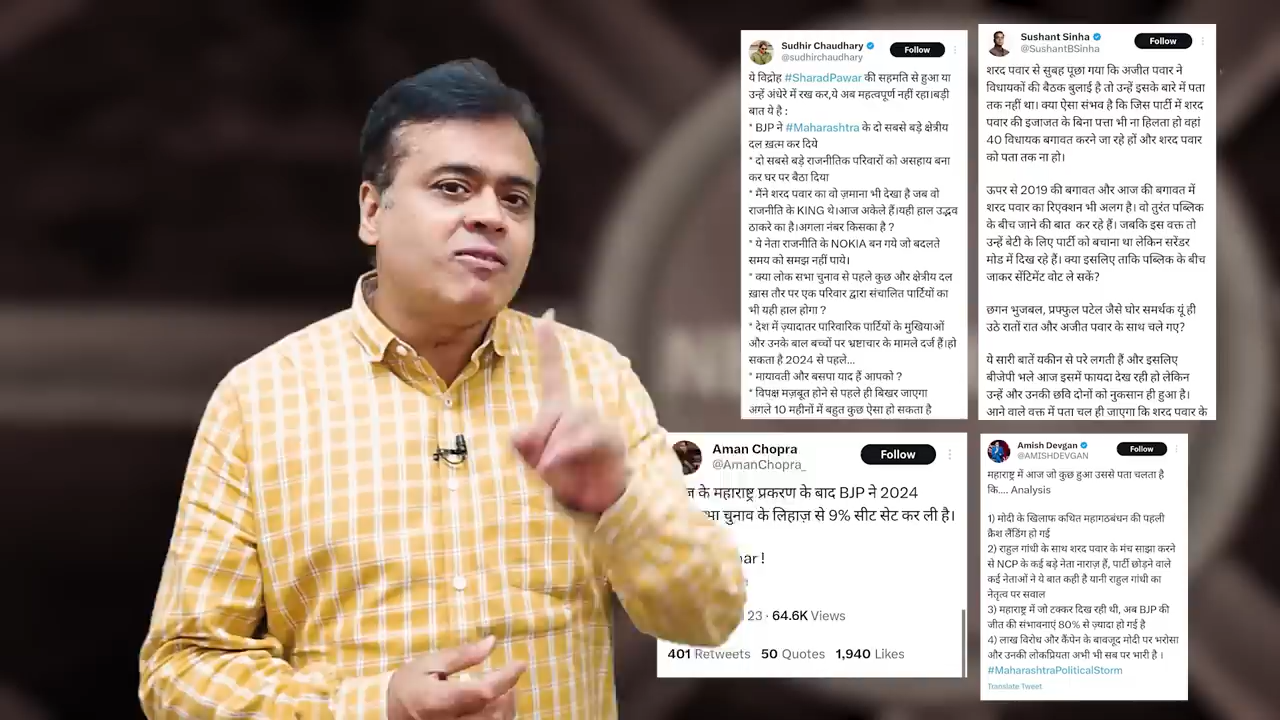 Sudhir Chaudhary
@sudhirchaudhary
Follow
ये विद्रोह #SharadPawar की सहमति से हुआ या
उन्हें अंधेरे में रख कर,ये अब महत्वपूर्ण नहीं रहा।बड़ी
बात ये है :
* BJP ने #Maharashtra के दो सबसे बड़े क्षेत्रीय
दल ख़त्म कर दिये
* दो सबसे बड़े राजनीतिक परिवारों को असहाय बना
कर घर पर बैठा दिया
* मैंने शरद पवार का वो ज़माना भी देखा है जब वो
राजनीति के KING थे।आज अकेले हैं।यही हाल उद्धव
ठाकरे का है।अगला नंबर किसका है ?
* ये नेता राजनीति के NOKIA बन गये जो बदलते
समय को समझ नहीं पाये।
* क्या लोक सभा चुनाव से पहले कुछ और क्षेत्रीय दल
ख़ास तौर पर एक परिवार द्वारा संचालित पार्टियों का
भी यही हाल होगा ?
* देश में ज़्यादातर पारिवारिक पार्टियों के मुखियाओं
और उनके बाल बच्चों पर भ्रष्टाचार के मामले दर्ज हैं।हो
सकता है 2024 से पहले...
* मायावती और बसपा याद हैं आपको ?
* विपक्ष मज़बूत होने से पहले ही बिखर जाएगा
अगले 10 महीनों में बहुत कुछ ऐसा हो सकता है
Sushant Sinha
@SushantBSinha
Follow
शरद पवार से सुबह पूछा गया कि अजीत पवार ने
विधायकों की बैठक बुलाई है तो उन्हें इसके बारे में पता
तक नहीं था। क्या ऐसा संभव है कि जिस पार्टी में शरद
पवार की इजाजत के बिना पत्ता भी ना हिलता हो वहां
40 विधायक बगावत करने जा रहे हों और शरद पवार
को पता तक ना हो।
ऊपर से 2019 की बगावत और आज की बगावत में
शरद पवार का रिएक्शन भी अलग है। वो तुरंत पब्लिक
के बीच जाने की बात कर रहे हैं। जबकि इस वक्त तो
उन्हें बेटी के लिए पार्टी को बचाना था लेकिन सरेंडर
मोड में दिख रहे हैं। क्या इसलिए ताकि पब्लिक के बीच
जाकर सेंटिमेंट वोट ले सकें?
छगन भुजबल, प्रफ्फुल पटेल जैसे घोर समर्थक यूं ही
उठे रातों रात और अजीत पवार के साथ चले गए?
ये सारी बातें यकीन से परे लगती हैं और इसलिए
बीजेपी भले आज इसमें फायदा देख रही हो लेकिन
उन्हें और उनकी छवि दोनों को नुकसान ही हुआ है।
आने वाले वक्त में पता चल ही जाएगा कि शरद पवार के
Aman Chopra
@AmanChopra_
Follow
के महाराष्ट्र प्रकरण के बाद BJP ने 2024
चुनाव के लिहाज़ से 9% सीट सेट कर ली है।
!
23 · 64.6K Views
401 Retweets 50 Quotes 1,940 Likes
Amish Devgan
@AMISHDEVGAN
Follow
महाराष्ट्र में आज जो कुछ हुआ उससे पता चलता है
कि.... Analysis
1) मोदी के खिलाफ कथित महागठबंधन की पहली
क्रैश लैंडिंग हो गई
2) राहुल गांधी के साथ शरद पवार के मंच साझा करने
से NCP के कई बड़े नेता नाराज़ हैं, पार्टी छोड़ने वाले
कई नेताओं ने ये बात कही है यानी राहुल गांधी का
नेतृत्व पर सवाल
3) महाराष्ट्र में जो टक्कर दिख रही थी, अब BJP की
जीत की संभावनाएं 80% से ज़्यादा हो गई है
4) लाख विरोध और कैंपेन के बावजूद मोदी पर भरोसा
और उनकी लोकप्रियता अभी भी सब पर भारी है ।
#MaharashtraPoliticalStorm
Translate Tweet